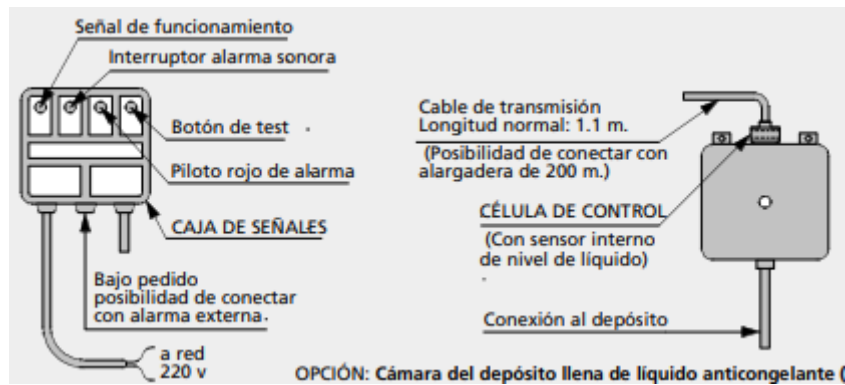 Señal de funcionamiento
Interruptor alarma sonora
Botón de test .
Piloto rojo de alarma
CAJA DE SEÑALES
Bajo pedido
posibilidad de conectar
con alarma externa.
a red
220 v
Cable de transmisión
Longitud normal: 1.1 m.
(Posibilidad de conectar con
alargadera de 200 m.)
CÉLULA DE CONTROL
(Con sensor interno
de nivel de líquido)
.
Conexión al depósito
OPCIÓN: Cámara del depósito llena de líquido anticongelante (